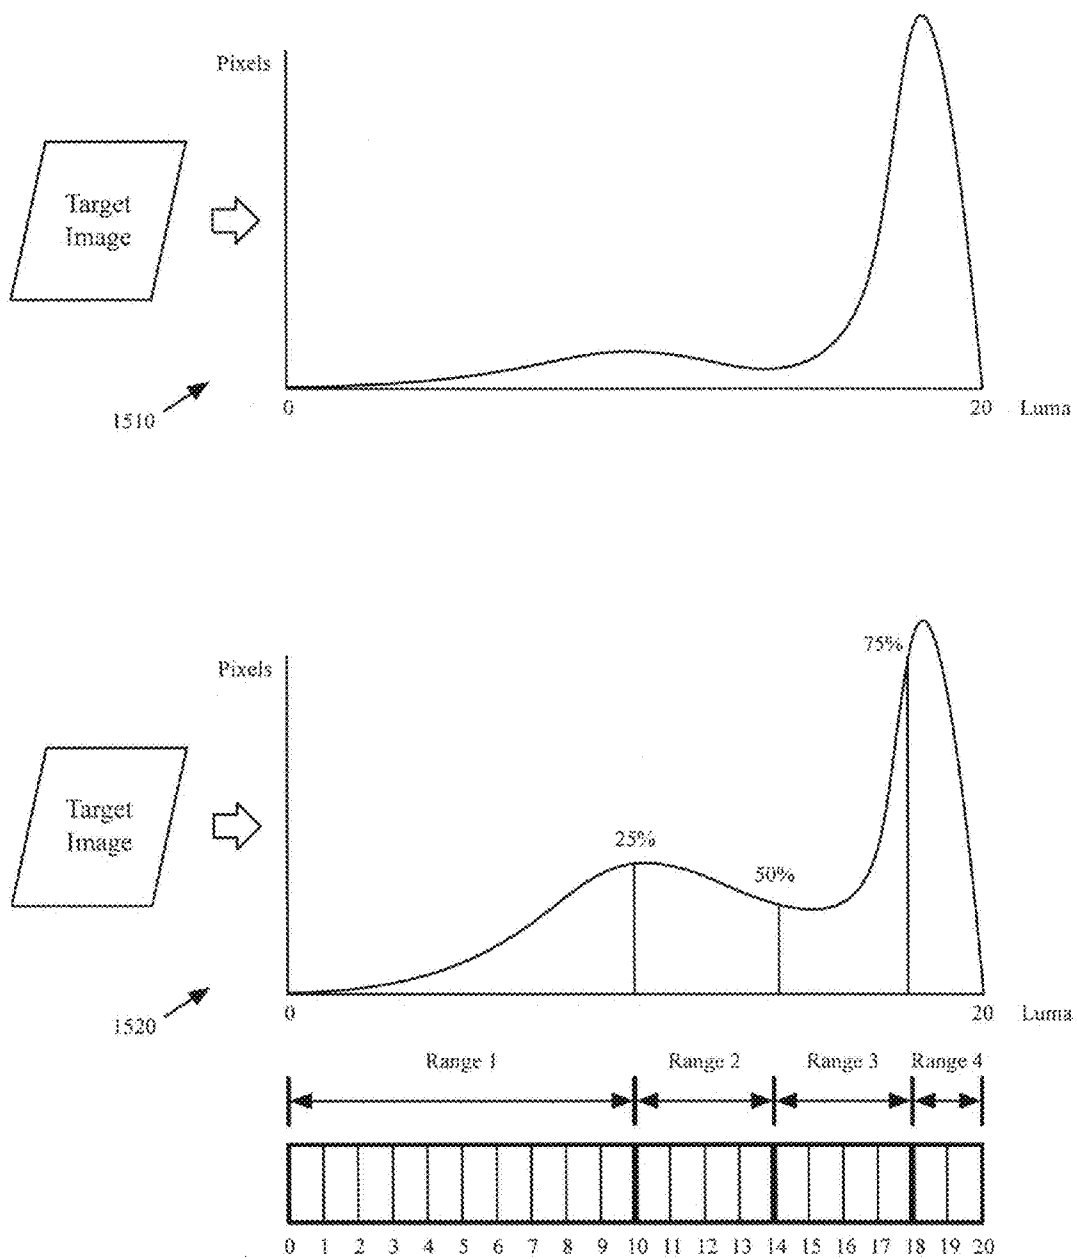 Pixels
Target
Image
1510
0
20
Luma
75%
Pixels
Target
Image
25%
50%
1520
0
20
Luma
Range 1
Range 2
Range 3
Range 4
0 1 2 3 4 5 6 7 8 9 10 11 12 13 14 15 16 17 18 19 20